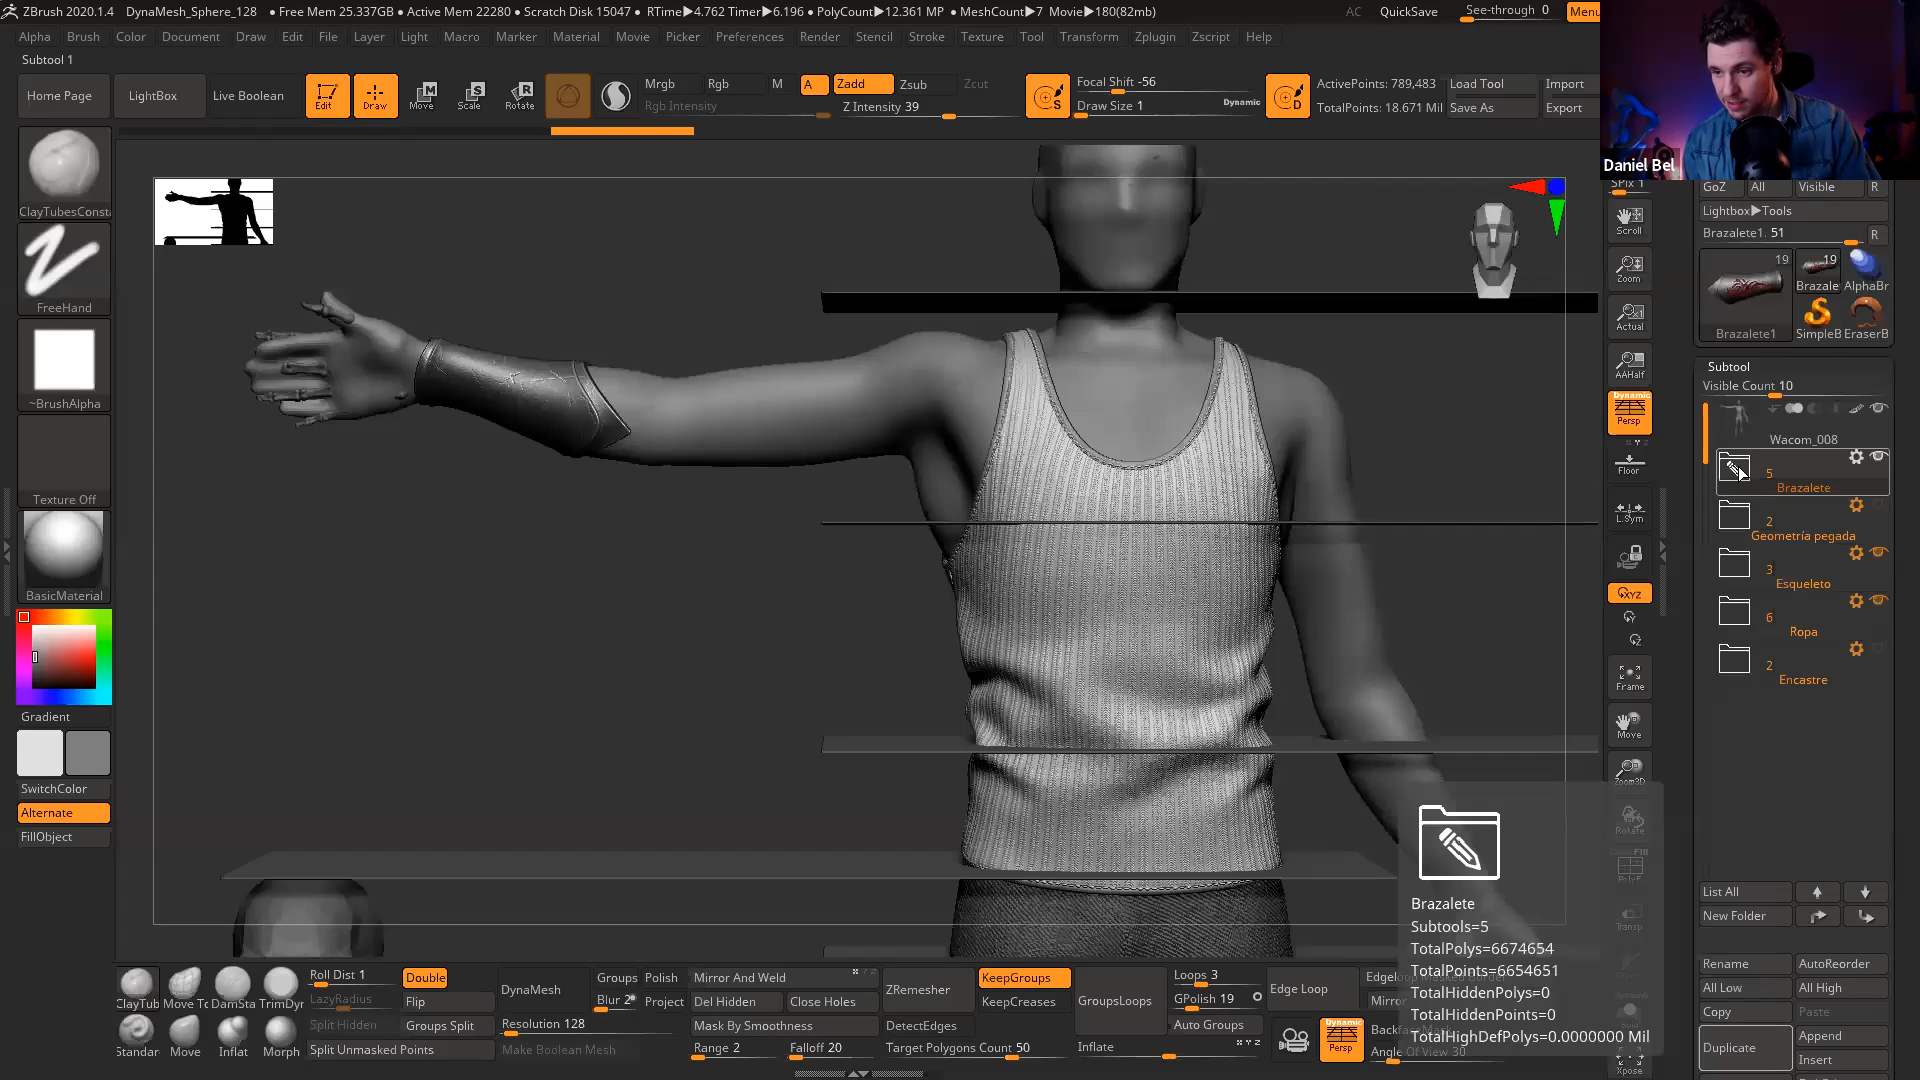 ZBrush 2020.1.4 DynaMesh_Sphere_128 ● Free Mem 25.337GB ● Active Mem 22280 ● Scratch Disk 15047 ● RTime▶4.762 Timer▶6.196 ● PolyCount▶12.361 MP ● MeshCount▶7 Movie▶180(82mb) AC QuickSave See-through 0 Menu
Alpha Brush Color Document Draw Edit File Layer Light Macro Marker Material Movie Picker Preferences Render Stencil Stroke Texture Tool Transform Zplugin Zscript Help
Subtool 1
Home Page LightBox Live Boolean Edit Draw Move Scale Rotate
Mrgb Rgb M A Zadd Zsub Zcut
Rgb Intensity Z Intensity 39
Focal Shift -56
Draw Size 1 Dynamic
ActivePoints: 789,483 Load Tool Import
TotalPoints: 18.671 Mil Save As Export
Daniel Bel
ClayTubesConst
FreeHand
~BrushAlpha
Texture Off
BasicMaterial
Gradient
SwitchColor
Alternate
FillObject
SPix 1
Scroll
Zoom
Actual
AAHalf
Dynamic
Persp
Floor
L.Sym
XYZ
Frame
Move
Zoom3D
Rotate
Transp
Xpose
GoZ All Visible R
Lightbox▶Tools
Brazalete1. 51 R
19 19
Brazale AlphaBr
Brazalete1 SimpleB EraserB
Subtool
Visible Count 10
Wacom_008
5
Brazalete
2
Geometría pegada
3
Esqueleto
6
Ropa
2
Encastre
List All
New Folder
Rename AutoReorder
All Low All High
Copy Paste
Duplicate Append
Insert
Brazalete
Subtools=5
TotalPolys=6674654
TotalPoints=6654651
TotalHiddenPolys=0
TotalHiddenPoints=0
TotalHighDefPolys=0.0000000 Mil
ClayTub Move To DamSta TrimDyn
Standar Move Inflat Morph
Roll Dist 1 Double
LazyRadius Flip
Split Hidden Groups Split
Split Unmasked Points
DynaMesh Groups Polish
Blur 2 Project
Resolution 128
Make Boolean Mesh
Mirror And Weld
Del Hidden Close Holes
Mask By Smoothness
Range 2 Falloff 20
ZRemesher KeepGroups
KeepCreases
DetectEdges
Target Polygons Count 50
GroupsLoops Loops 3
GPolish 19
Auto Groups
Inflate
Edge Loop
Mirror
Dynamic
Persp
Angle Of View 30